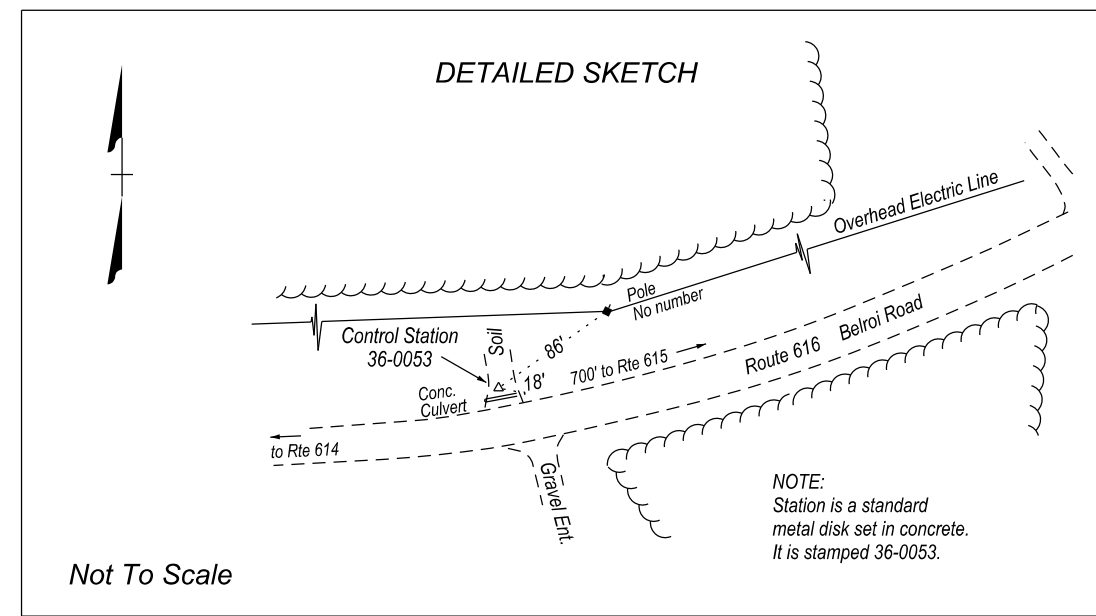 DETAILED SKETCH
Overhead Electric Line
Pole
No number
Control Station
36-0053
Soil
86'
18'
Conc.
Culvert
700' to Rte 615
Route 616 Belroi Road
to Rte 614
Gravel Ent.
NOTE:
Station is a standard
metal disk set in concrete.
It is stamped 36-0053.
Not To Scale